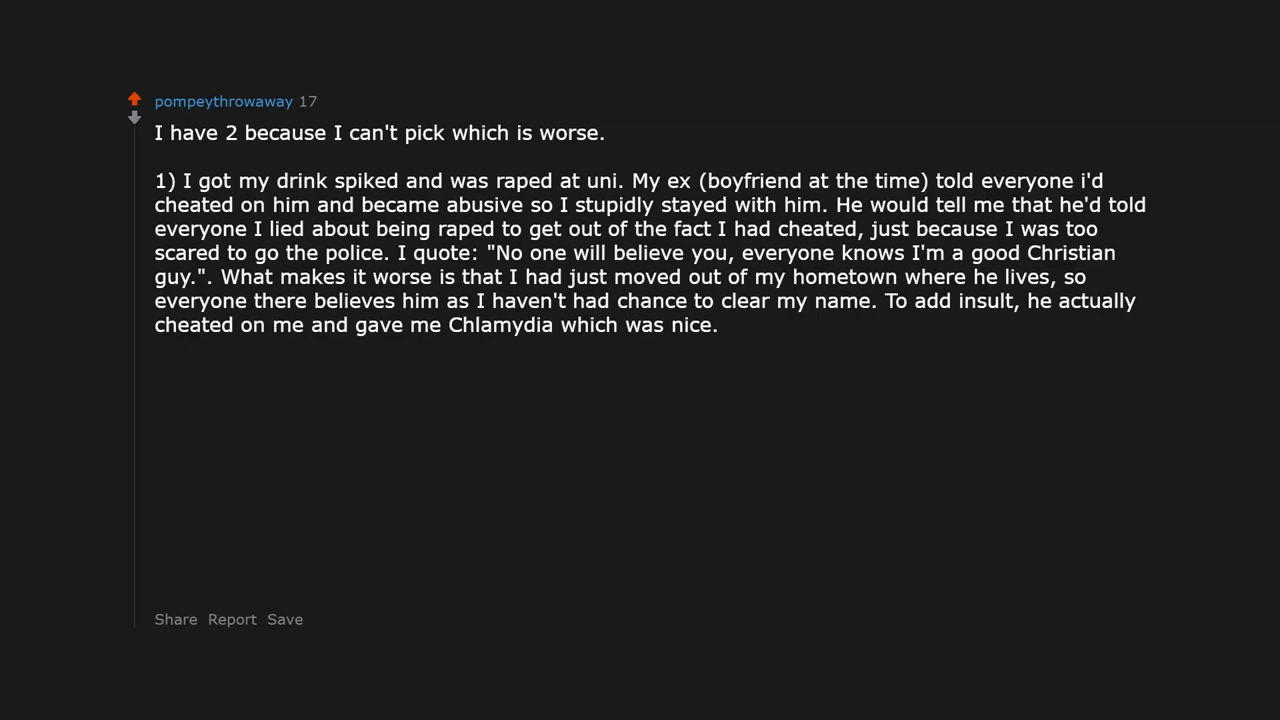 pompeythrowaway 17
I have 2 because I can't pick which is worse.
1) I got my drink spiked and was raped at uni. My ex (boyfriend at the time) told everyone i'd
cheated on him and became abusive so I stupidly stayed with him. He would tell me that he'd told
everyone I lied about being raped to get out of the fact I had cheated, just because I was too
scared to go the police. I quote: "No one will believe you, everyone knows I'm a good Christian
guy.". What makes it worse is that I had just moved out of my hometown where he lives, so
everyone there believes him as I haven't had chance to clear my name. To add insult, he actually
cheated on me and gave me Chlamydia which was nice.
Share Report Save